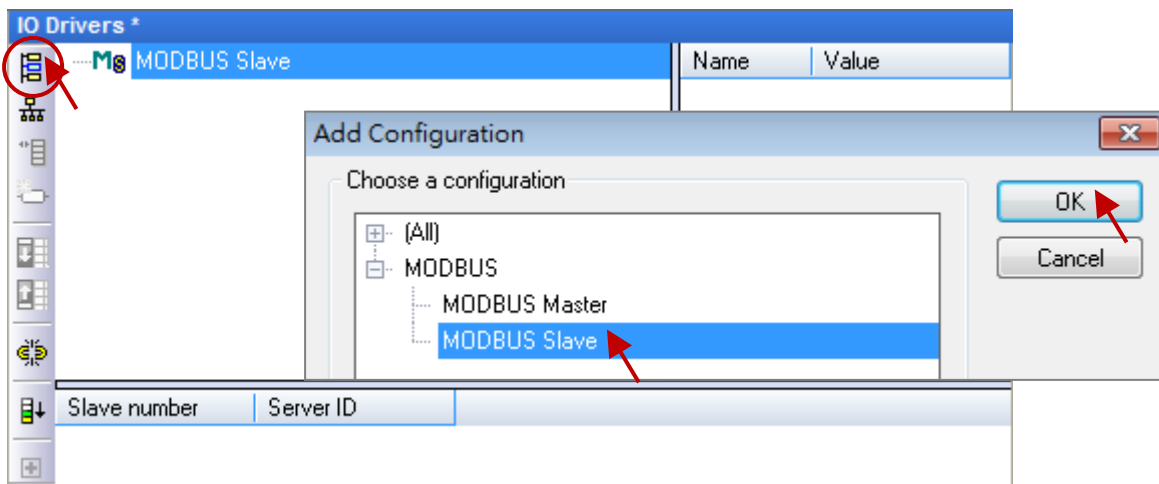 IO Drivers *
MODBUS Slave
Name Value
Add Configuration
Choose a configuration
OK
(All)
Cancel
MODBUS
MODBUS Master
MODBUS Slave
Slave number Server ID